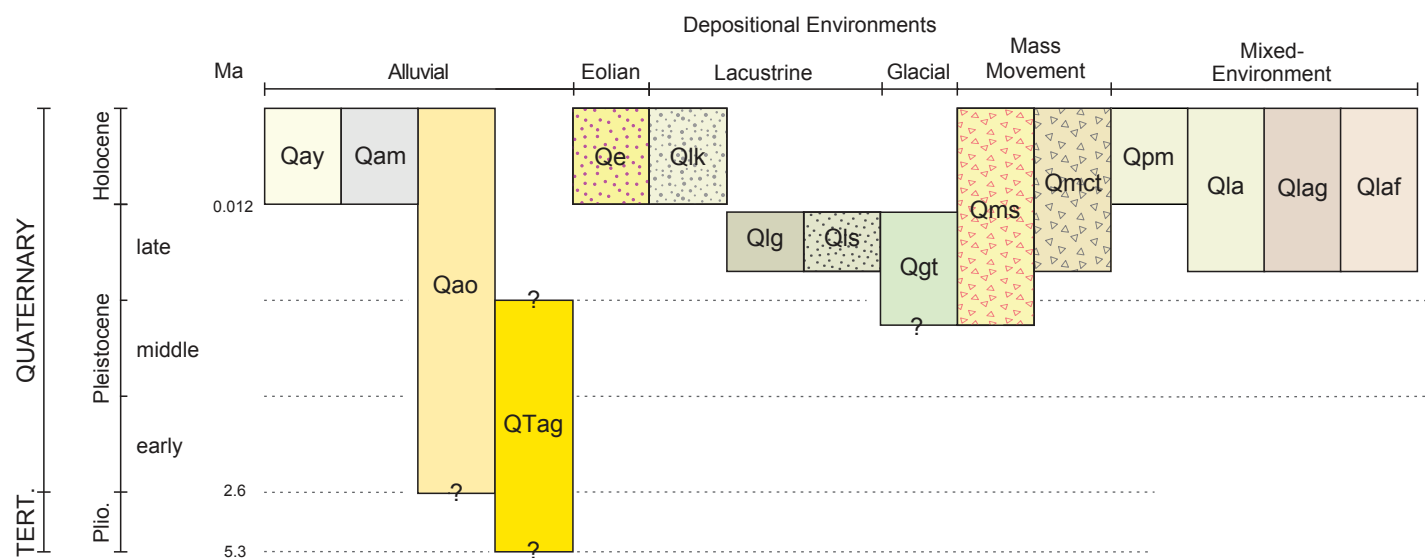 Depositional Environments
Ma
Alluvial
Eolian
Lacustrine
Glacial
Mass
Movement
Mixed-
Environment
QUATERNARY
TERT.
Holocene
Pleistocene
Plio.
late
middle
early
0.012
2.6
5.3
Qay
Qam
Qao
?
?
QTag
?
Qe
Qlk
Qlg
Qls
Qgt
?
Qms
Qmct
Qpm
Qla
Qlag
Qlaf